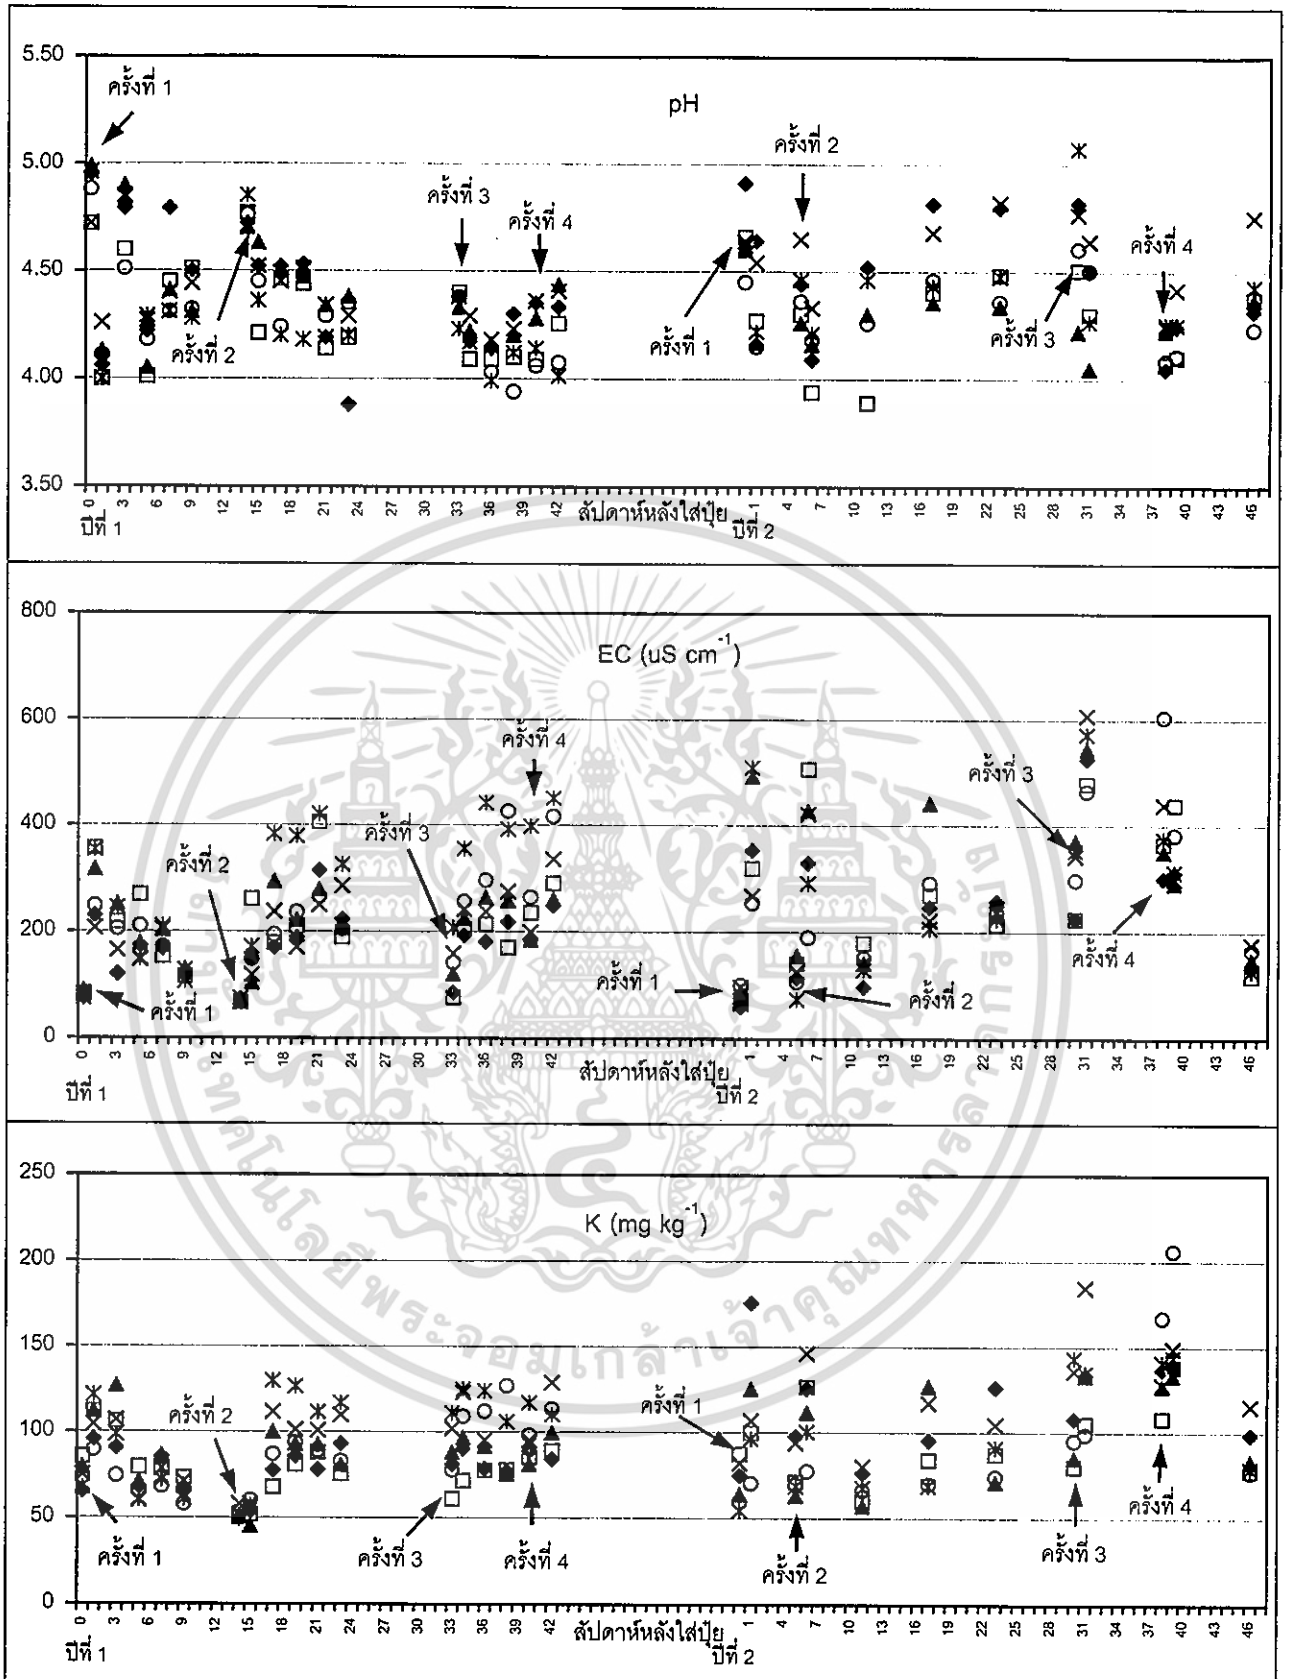 5.50
5.00
4.50
4.00
3.50
pH
ครั้งที่ 1
ครั้งที่ 2
ครั้งที่ 3
ครั้งที่ 4
ครั้งที่ 1
ครั้งที่ 2
ครั้งที่ 3
ครั้งที่ 4
0 3 6 9 12 15 18 21 24 27 30 33 36 39 42 1 4 7 10 13 16 19 22 25 28 31 34 37 40 43 46
ปีที่ 1
สัปดาห์หลังใส่ปุ๋ย
ปีที่ 2
800
600
400
200
0
EC (uS cm-1)
ครั้งที่ 1
ครั้งที่ 2
ครั้งที่ 3
ครั้งที่ 4
ครั้งที่ 1
ครั้งที่ 2
ครั้งที่ 3
ครั้งที่ 4
0 3 6 9 12 15 18 21 24 27 30 33 36 39 42 1 4 7 10 13 16 19 22 25 28 31 34 37 40 43 46
ปีที่ 1
สัปดาห์หลังใส่ปุ๋ย
ปีที่ 2
250
200
150
100
50
0
K (mg kg-1)
ครั้งที่ 1
ครั้งที่ 2
ครั้งที่ 3
ครั้งที่ 4
ครั้งที่ 1
ครั้งที่ 2
ครั้งที่ 3
ครั้งที่ 4
0 3 6 9 12 15 18 21 24 27 30 33 36 39 42 1 4 7 10 13 16 19 22 25 28 31 34 37 40 43 46
ปีที่ 1
สัปดาห์หลังใส่ปุ๋ย
ปีที่ 2